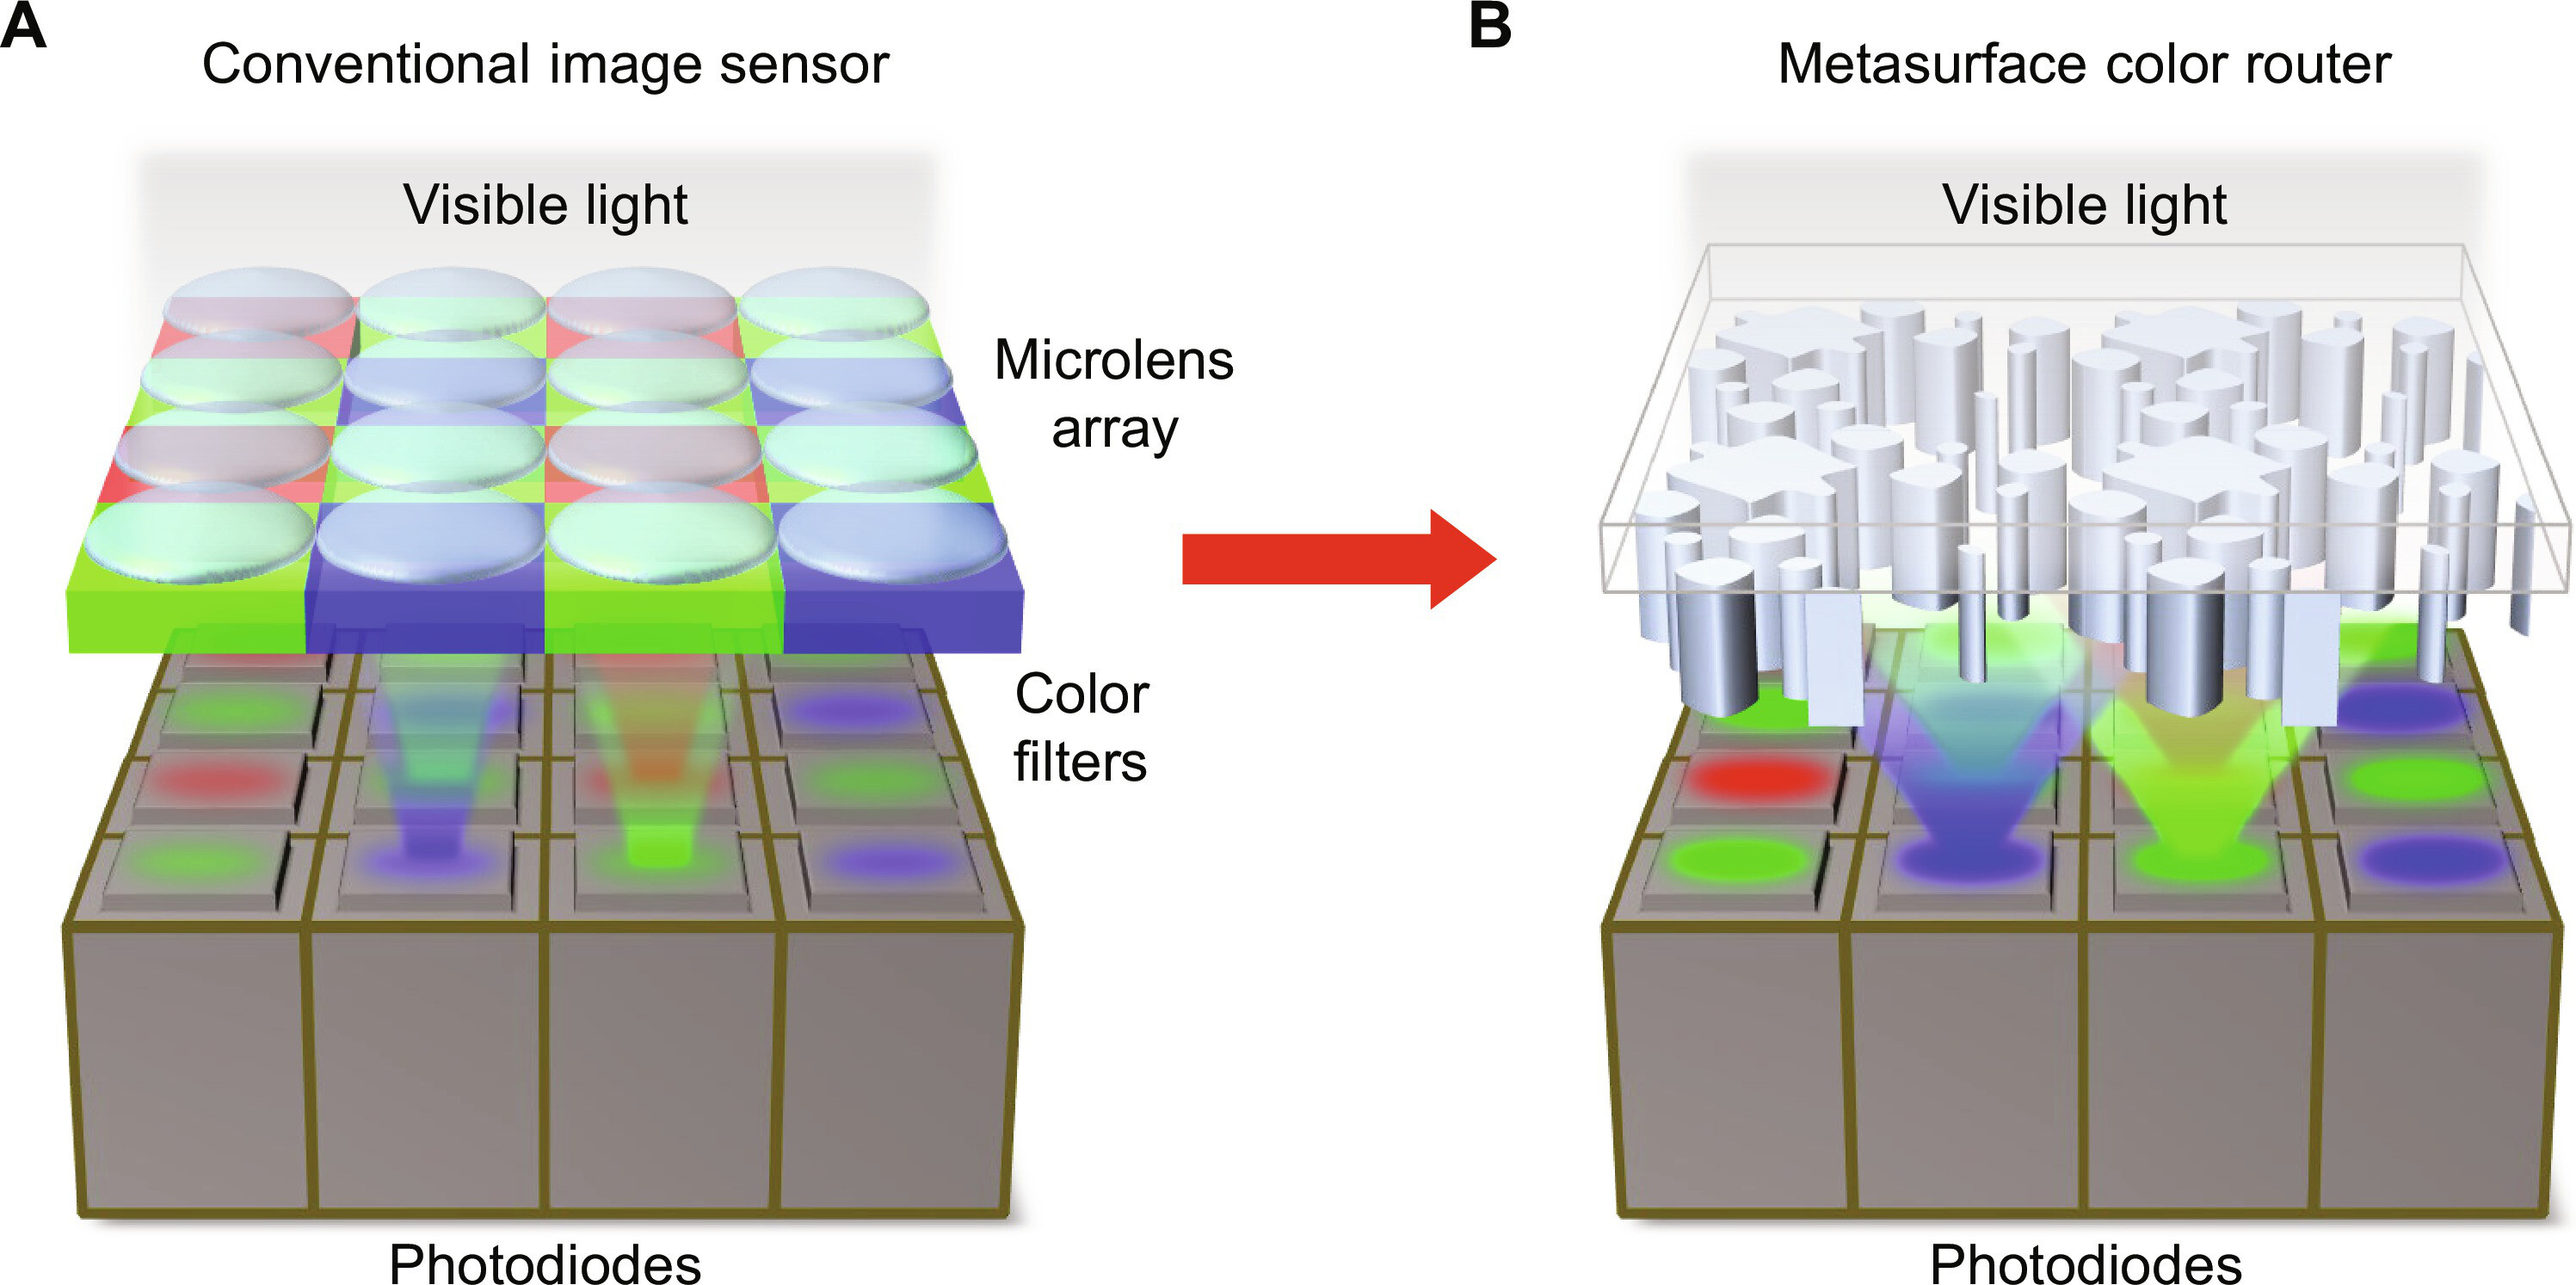 A
Conventional image sensor
Visible light
Microlens
array
Color
filters
Photodiodes
B
Metasurface color router
Visible light
Photodiodes